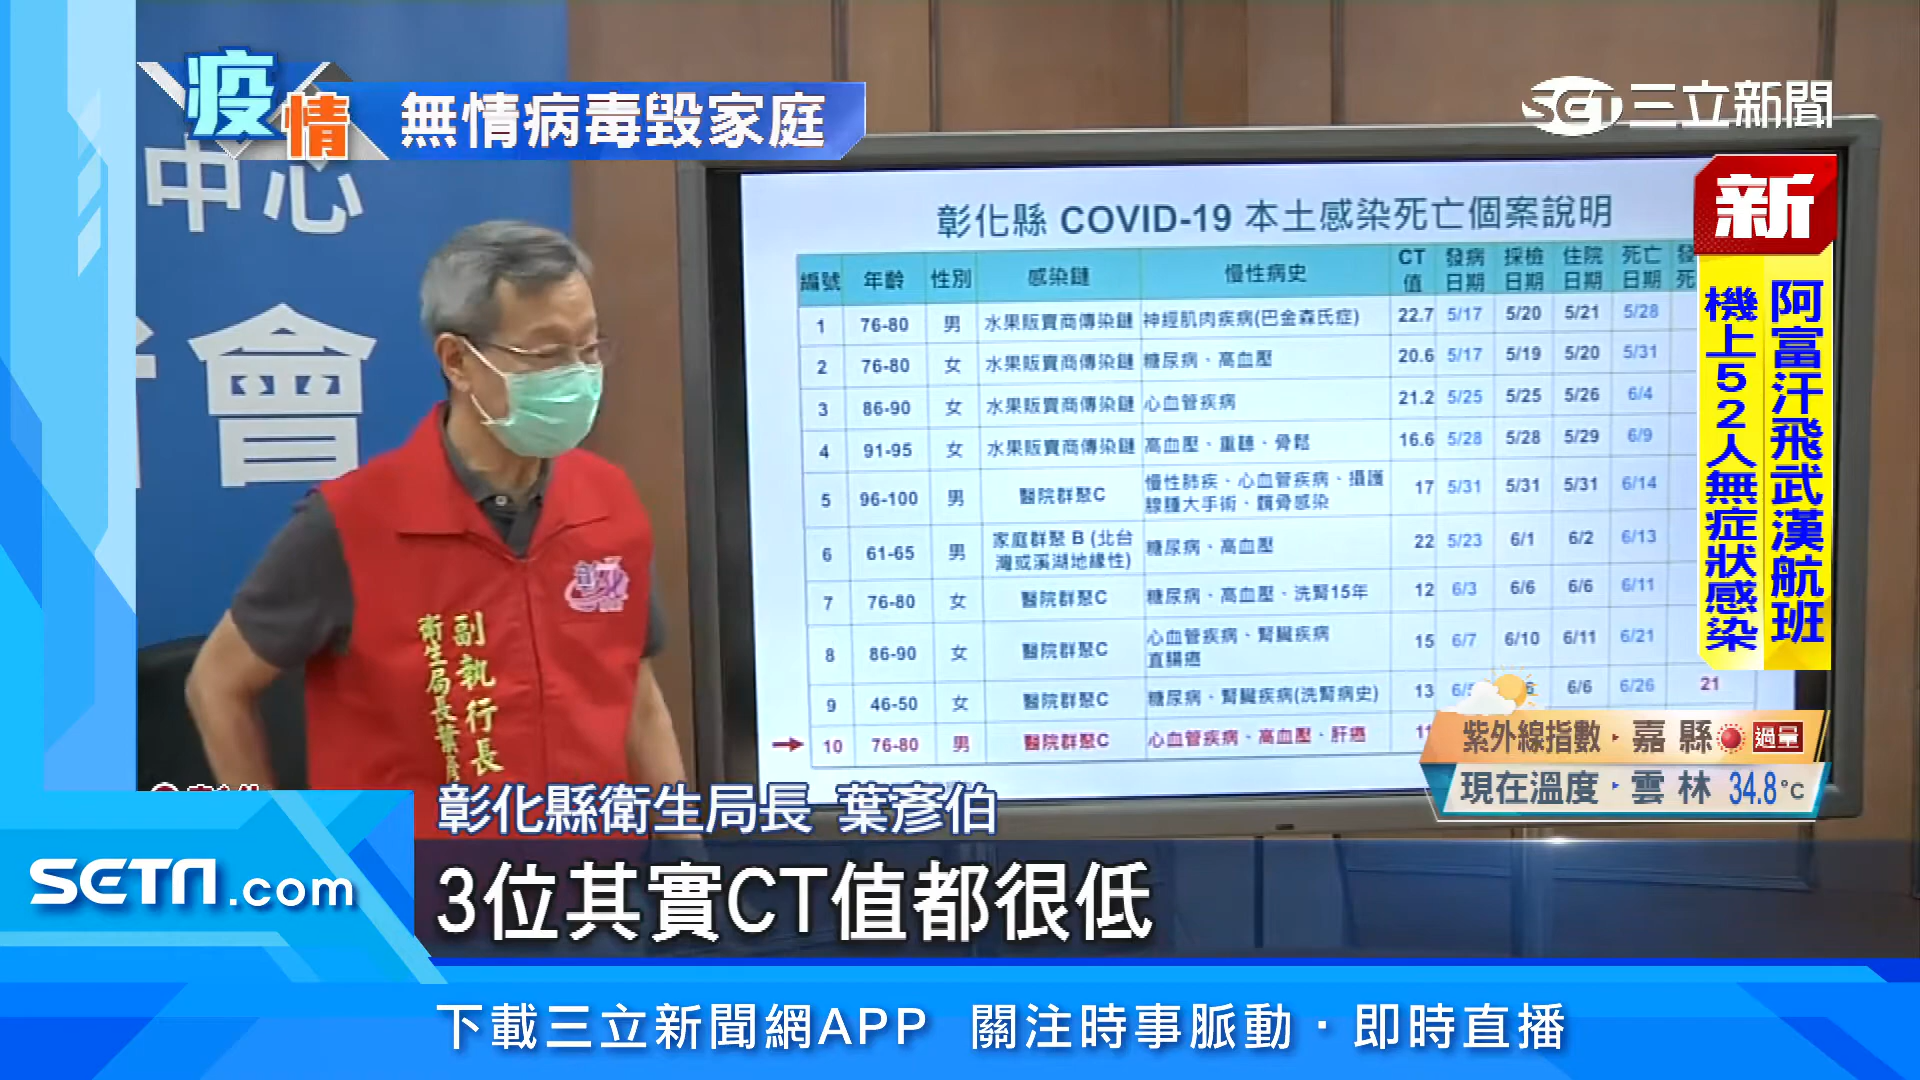 疫情
無情病毒毀家庭
SET三立新聞
中心
會
新
阿富汗飛武漢航班
機上52人無症狀感染
彰化縣 COVID-19 本土感染死亡個案說明
編號 年齡 性別 感染鏈 慢性病史 CT值 發病日期 採檢日期 住院日期 死亡日期
1 76-80 男 水果販賣商傳染鏈 神經肌肉疾病(巴金森氏症) 22.7 5/17 5/20 5/21 5/28
2 76-80 女 水果販賣商傳染鏈 糖尿病、高血壓 20.6 5/17 5/19 5/20 5/31
3 86-90 女 水果販賣商傳染鏈 心血管疾病 21.2 5/25 5/25 5/26 6/4
4 91-95 女 水果販賣商傳染鏈 高血壓、重聽、骨鬆 16.6 5/28 5/28 5/29 6/9
5 96-100 男 醫院群聚C 慢性肺疾、心血管疾病、攝護線腫大手術、髖骨感染 17 5/31 5/31 5/31 6/14
6 61-65 男 家庭群聚 B (北台灣或溪湖地緣性) 糖尿病、高血壓 22 5/23 6/1 6/2 6/13
7 76-80 女 醫院群聚C 糖尿病、高血壓、洗腎15年 12 6/3 6/6 6/6 6/11
8 86-90 女 醫院群聚C 心血管疾病、腎臟疾病 直腸癌 15 6/7 6/10 6/11 6/21
9 46-50 女 醫院群聚C 糖尿病、腎臟疾病(洗腎病史) 13 6/6 6/26 21
10 76-80 男 醫院群聚C 心血管疾病、高血壓、肝癌
副執行長
衛生局長葉
紫外線指數 嘉縣 過量
現在溫度 雲林 34.8°C
彰化縣衛生局長 葉彥伯
3位其實CT值都很低
SETN.com
下載三立新聞網APP 關注時事脈動・即時直播